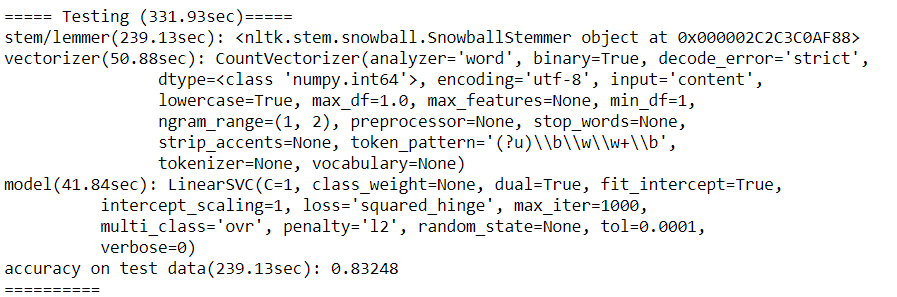 ===== Testing (331.93sec)=====
stem/lemmer(239.13sec): <nltk.stem.snowball.SnowballStemmer object at 0x000002C2C3C0AF88>
vectorizer(50.88sec): CountVectorizer(analyzer='word', binary=True, decode_error='strict',
                dtype=<class 'numpy.int64'>, encoding='utf-8', input='content',
                lowercase=True, max_df=1.0, max_features=None, min_df=1,
                ngram_range=(1, 2), preprocessor=None, stop_words=None,
                strip_accents=None, token_pattern='(?u)\\b\\w\\w+\\b',
                tokenizer=None, vocabulary=None)
model(41.84sec): LinearSVC(C=1, class_weight=None, dual=True, fit_intercept=True,
          intercept_scaling=1, loss='squared_hinge', max_iter=1000,
          multi_class='ovr', penalty='l2', random_state=None, tol=0.0001,
          verbose=0)
accuracy on test data(239.13sec): 0.83248
==========